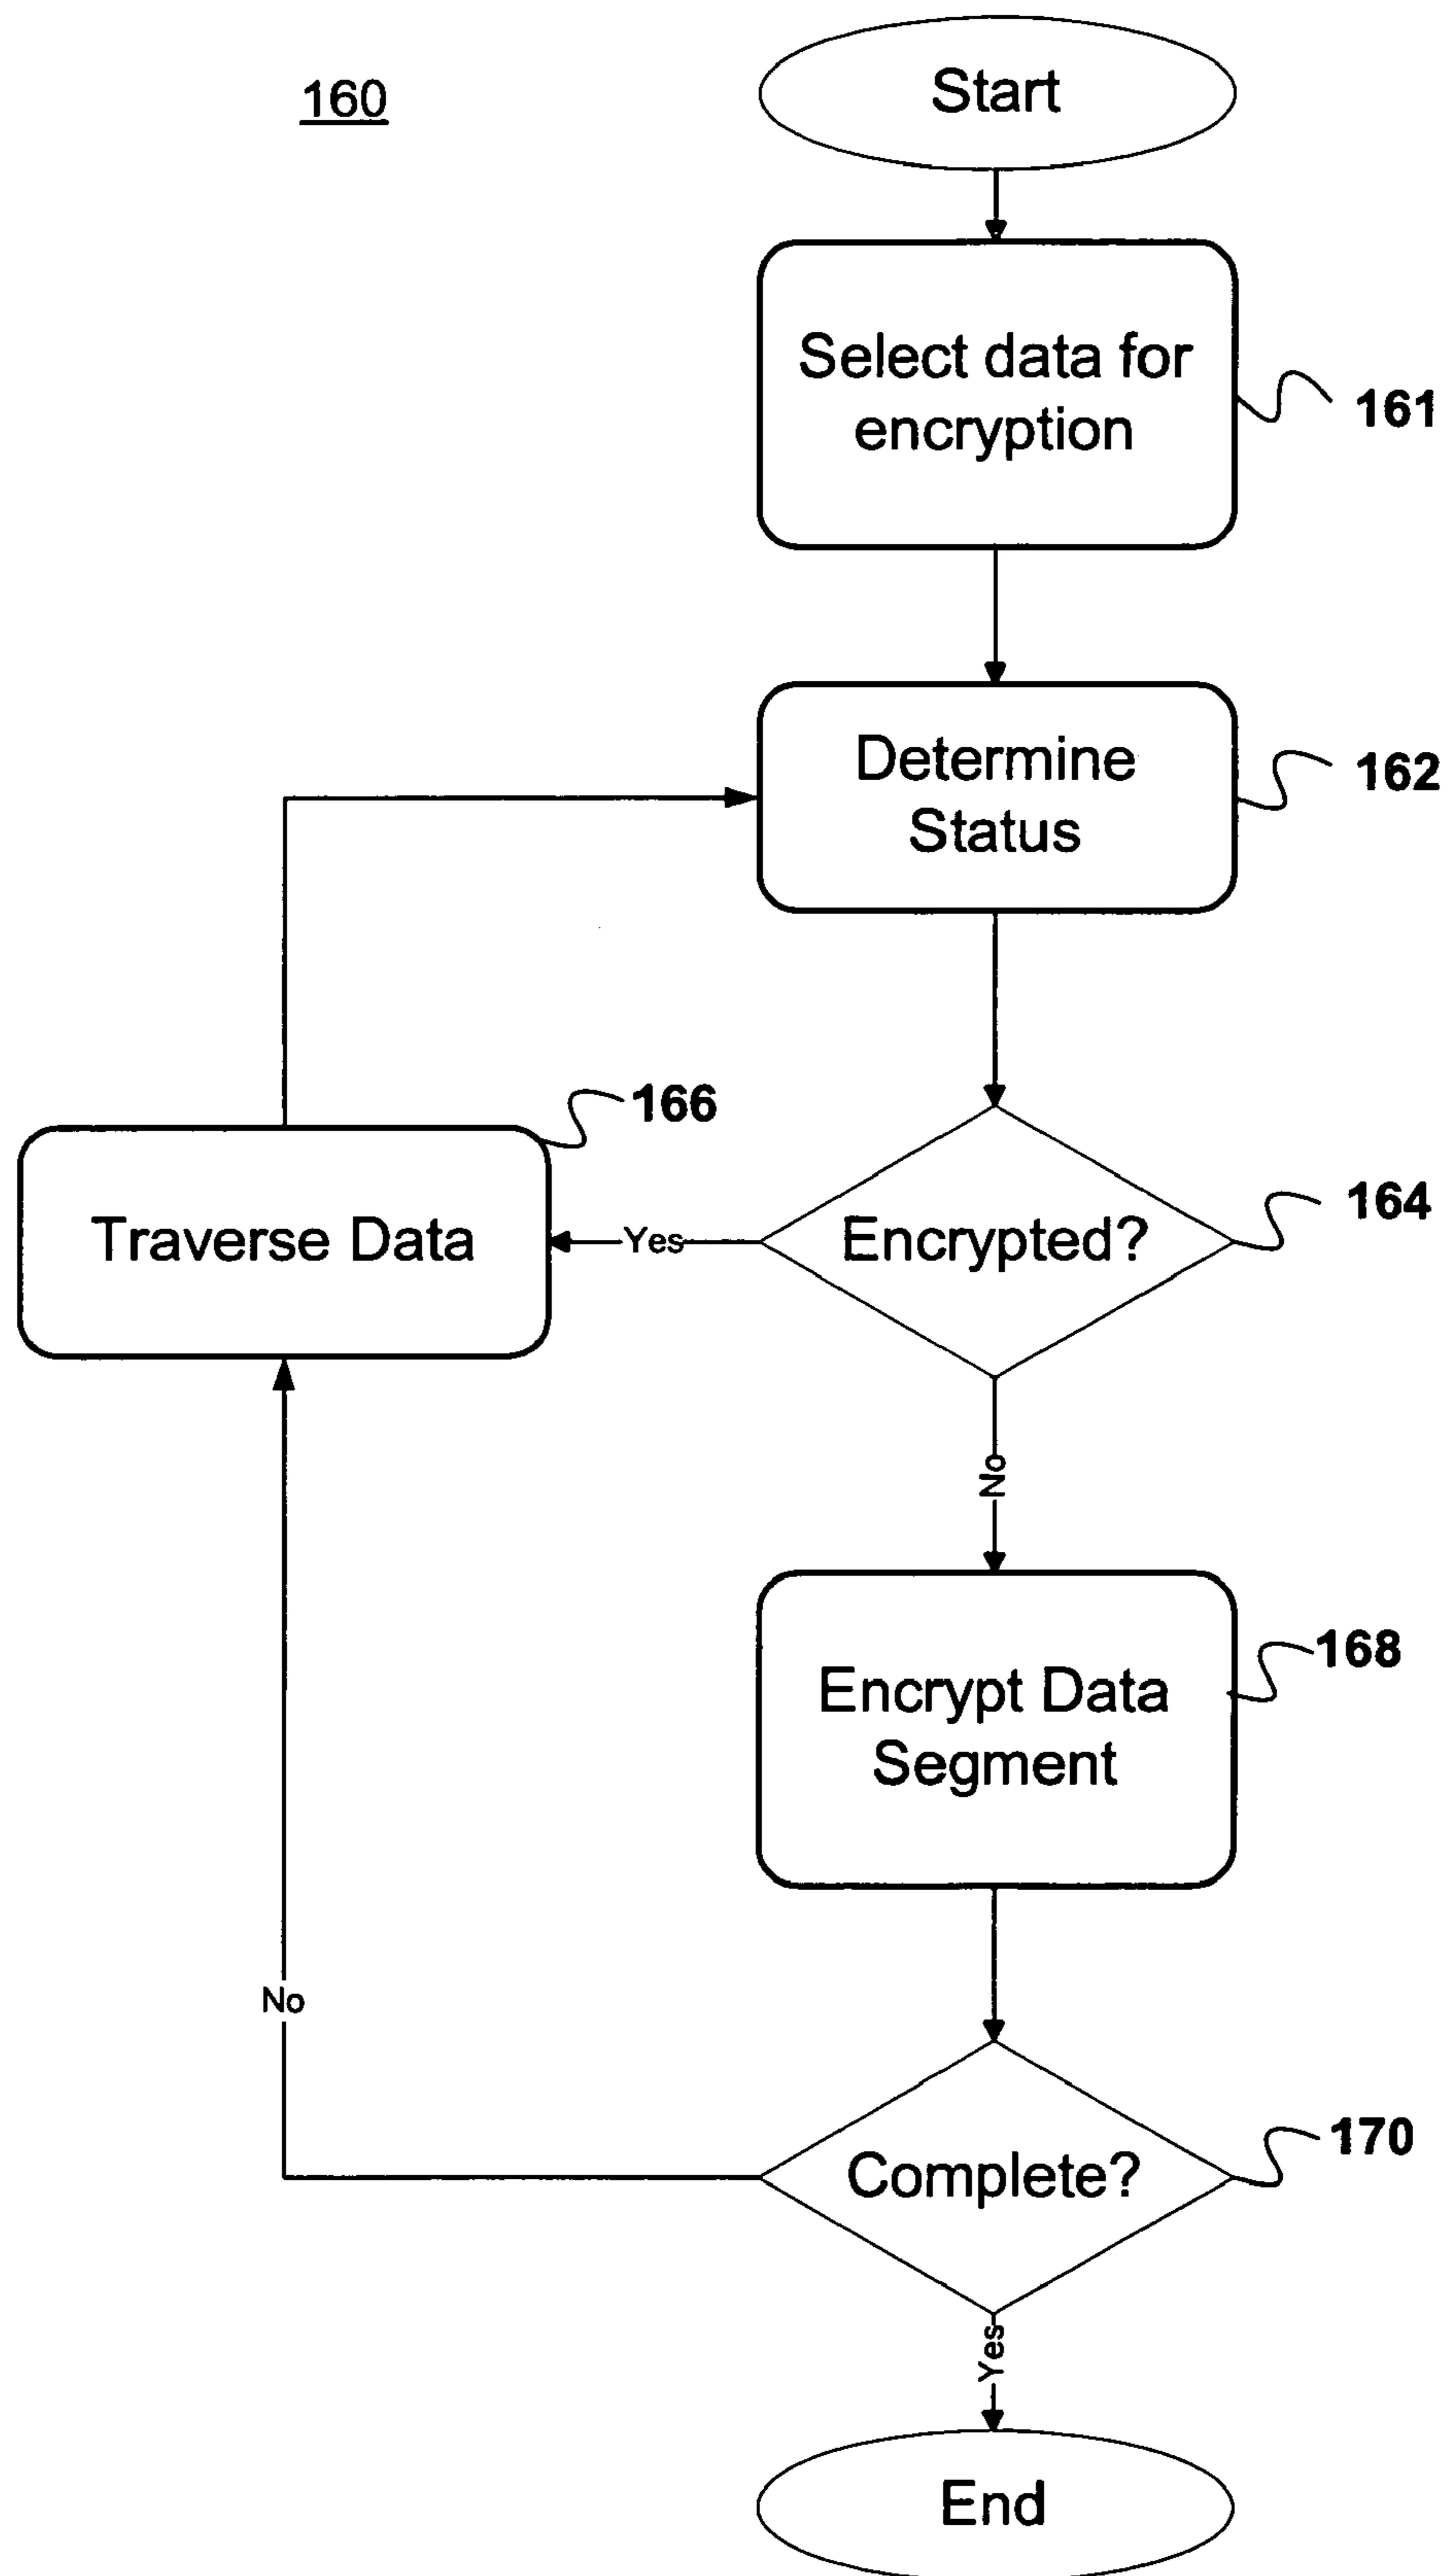 160
Start
Select data for
encryption
161
Determine
Status
162
166
Traverse Data
Yes
Encrypted?
164
No
Encrypt Data
Segment
168
No
Complete?
170
Yes
End